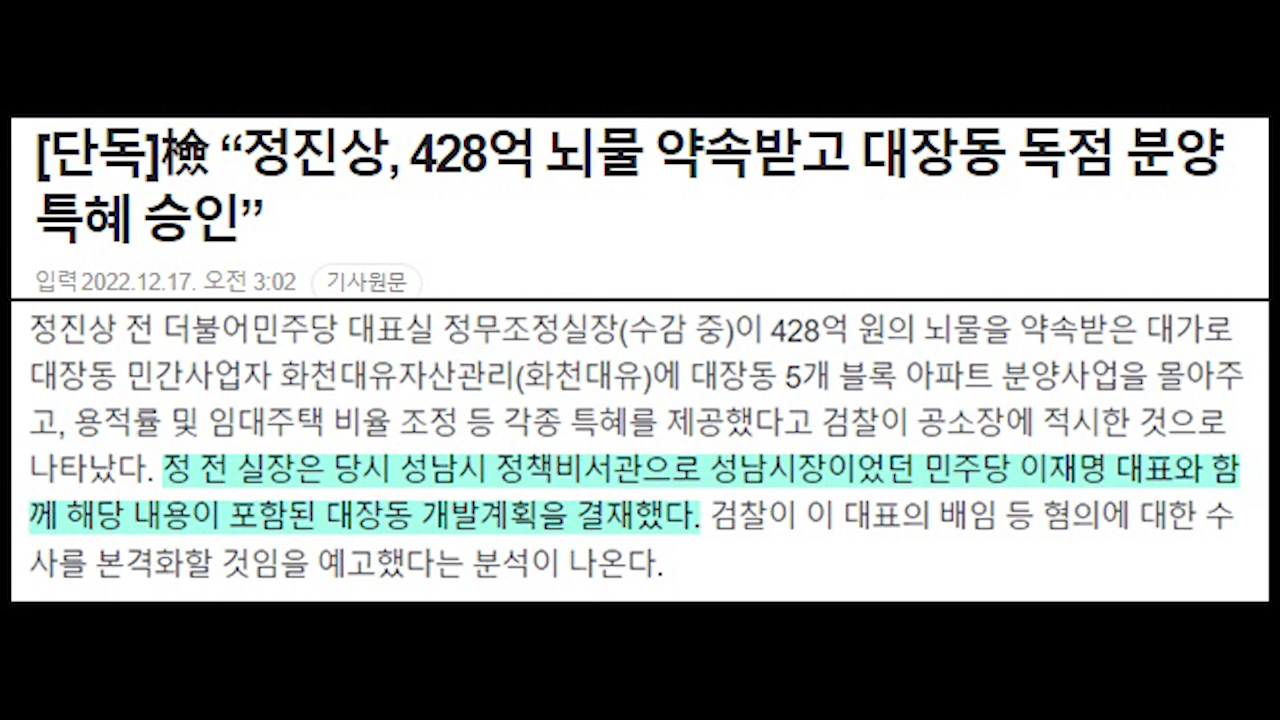 [단독]檢 “정진상, 428억 뇌물 약속받고 대장동 독점 분양
특혜 승인”
입력 2022.12.17. 오전 3:02 기사원문
정진상 전 더불어민주당 대표실 정무조정실장(수감 중)이 428억 원의 뇌물을 약속받은 대가로
대장동 민간사업자 화천대유자산관리(화천대유)에 대장동 5개 블록 아파트 분양사업을 몰아주
고, 용적률 및 임대주택 비율 조정 등 각종 특혜를 제공했다고 검찰이 공소장에 적시한 것으로
나타났다. 정 전 실장은 당시 성남시 정책비서관으로 성남시장이었던 민주당 이재명 대표와 함
께 해당 내용이 포함된 대장동 개발계획을 결재했다. 검찰이 이 대표의 배임 등 혐의에 대한 수
사를 본격화할 것임을 예고했다는 분석이 나온다.